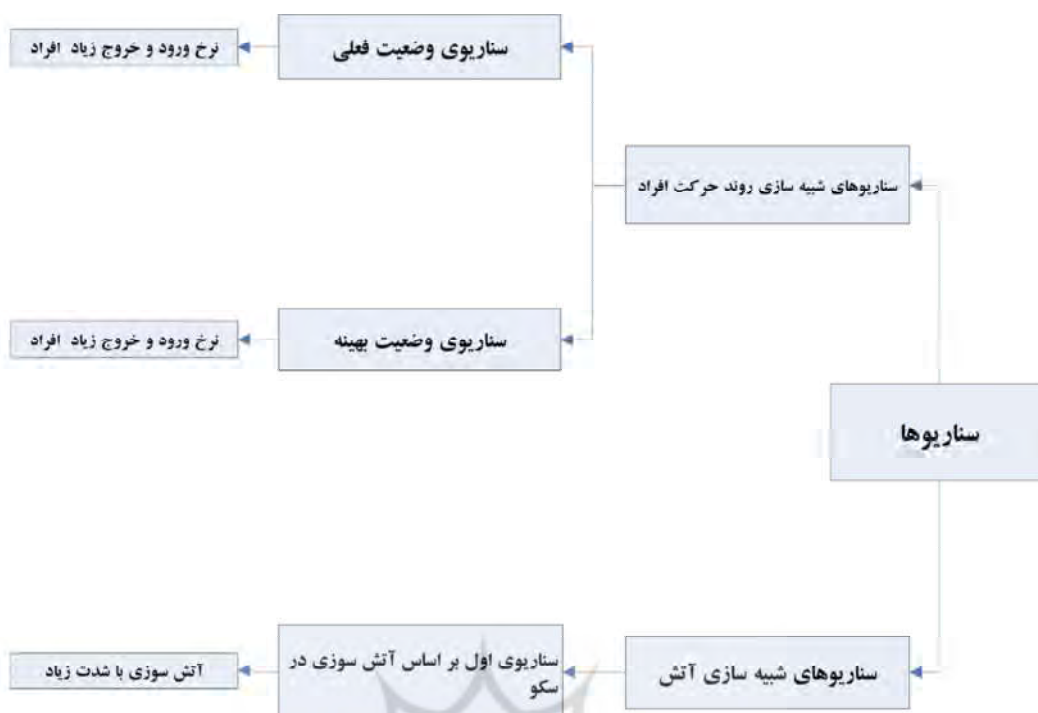 سناریوها
سناریوهای شبیه سازی روند حرکت افراد
سناریوی وضعیت فعلی
نرخ ورود و خروج زیاد افراد
سناریوی وضعیت بهینه
نرخ ورود و خروج زیاد افراد
سناریوهای شبیه سازی آتش
سناریوی اول بر اساس آتش سوزی در
سکو
آتش سوزی با شدت زیاد